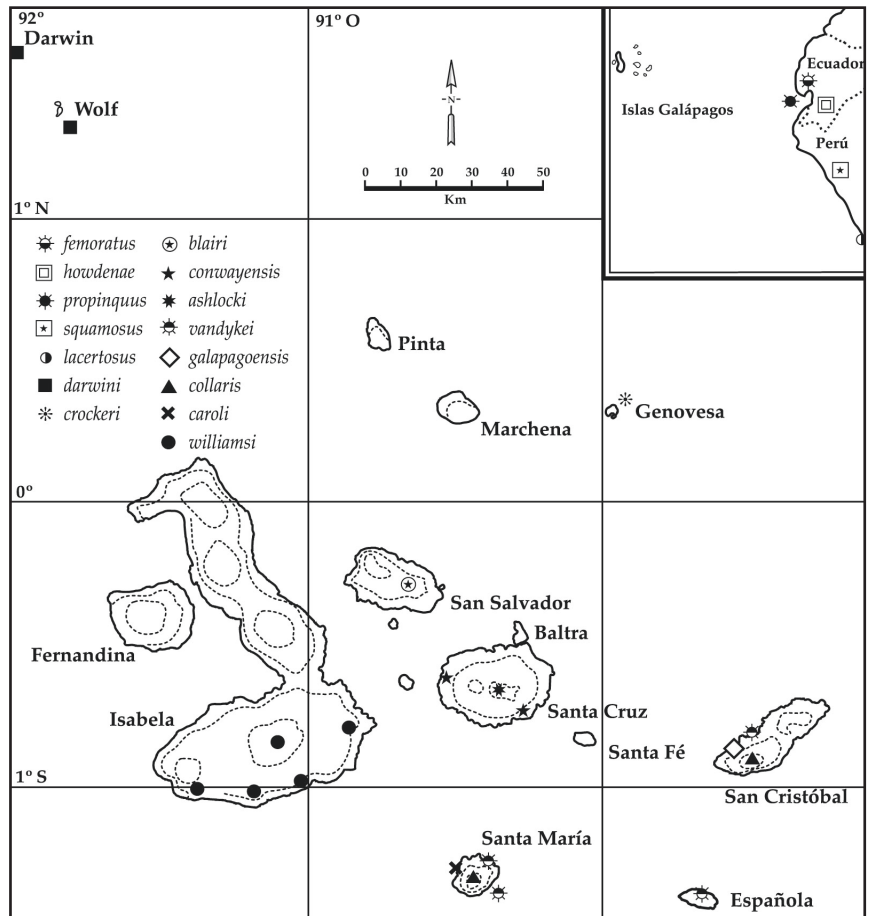 92º
91º O
Darwin
Wolf
N
0 10 20 30 40 50
Km
Ecuador
Islas Galápagos
Perú
1º N
femoratus
howdenae
propinquus
squamosus
lacertosus
darwini
crockeri
blairi
conwayensis
ashlocki
vandykei
galapagoensis
collaris
caroli
williamsi
Pinta
Marchena
Genovesa
0º
San Salvador
Baltra
Fernandina
Isabela
Santa Cruz
Santa Fé
1º S
San Cristóbal
Santa María
Española